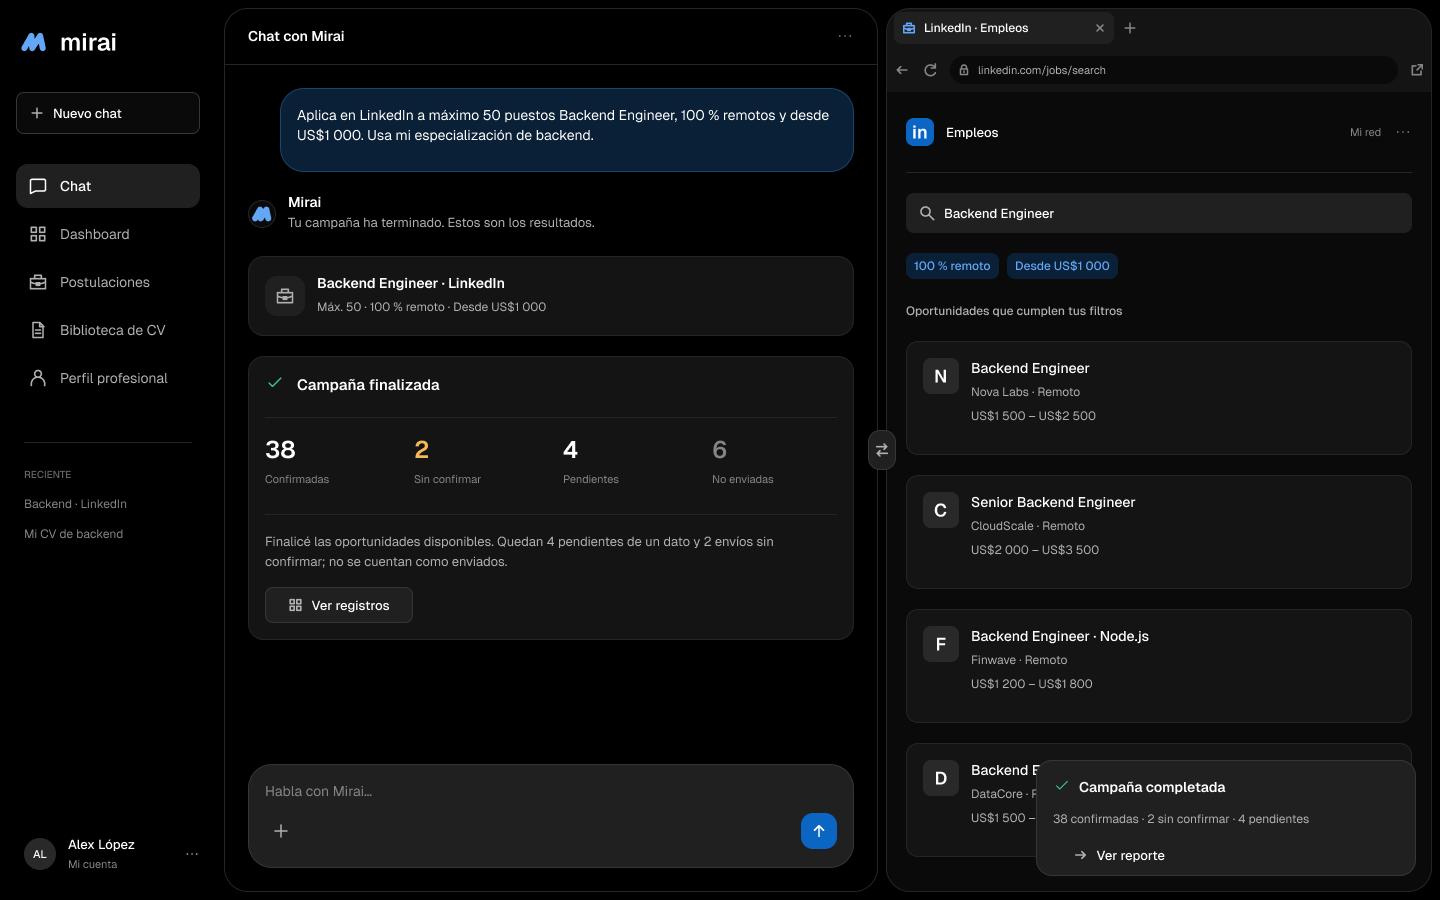 mirai
Nuevo chat
Chat
Dashboard
Postulaciones
Biblioteca de CV
Perfil profesional
RECIENTE
Backend · LinkedIn
Mi CV de backend
AL
Alex López
Mi cuenta
Chat con Mirai
Aplica en LinkedIn a máximo 50 puestos Backend Engineer, 100 % remotos y desde
US$1 000. Usa mi especialización de backend.
Mirai
Tu campaña ha terminado. Estos son los resultados.
Backend Engineer · LinkedIn
Máx. 50 · 100 % remoto · Desde US$1 000
Campaña finalizada
38 2 4 6
Confirmadas Sin confirmar Pendientes No enviadas
Finalicé las oportunidades disponibles. Quedan 4 pendientes de un dato y 2 envíos sin
confirmar; no se cuentan como enviados.
Ver registros
Habla con Mirai...
LinkedIn · Empleos
linkedin.com/jobs/search
in Empleos Mi red
Backend Engineer
100 % remoto Desde US$1 000
Oportunidades que cumplen tus filtros
N
Backend Engineer
Nova Labs · Remoto
US$1 500 – US$2 500
C
Senior Backend Engineer
CloudScale · Remoto
US$2 000 – US$3 500
F
Backend Engineer · Node.js
Finwave · Remoto
US$1 200 – US$1 800
D
Backend
DataCore ·
US$1 500 –
Campaña completada
38 confirmadas · 2 sin confirmar · 4 pendientes
Ver reporte